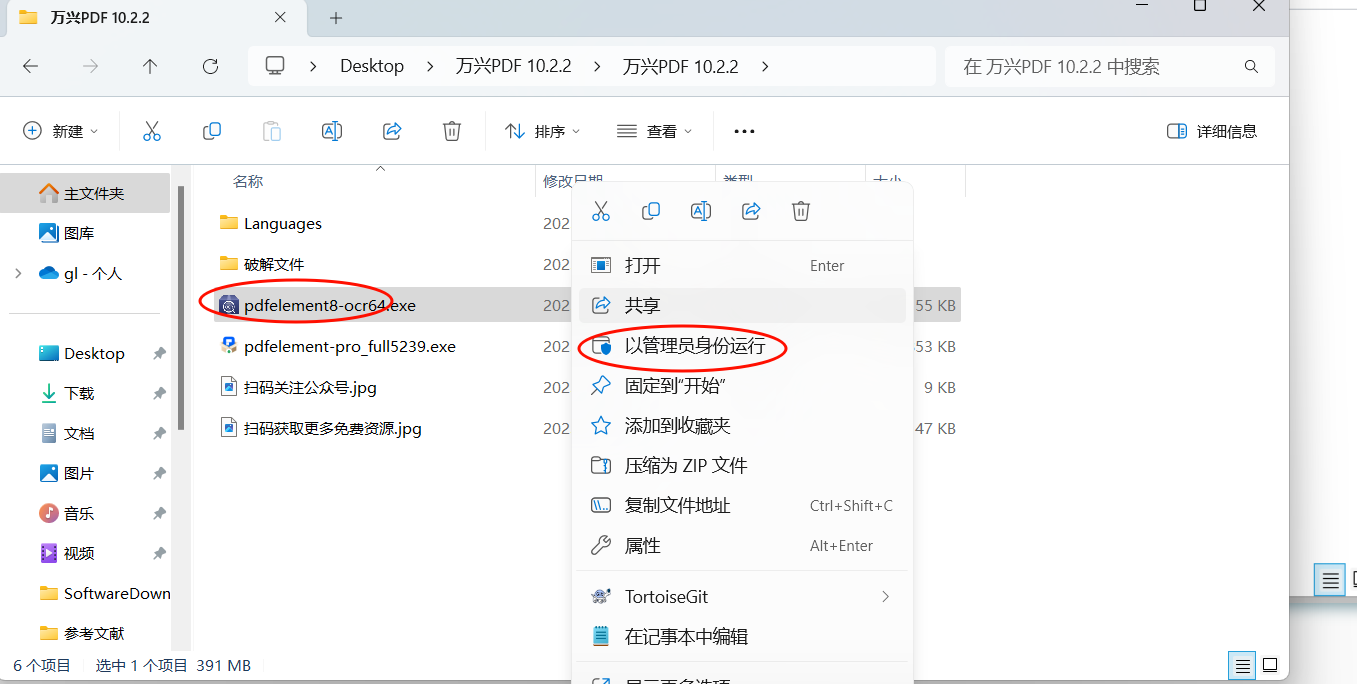 万兴PDF 10.2.2
Desktop
万兴PDF 10.2.2
万兴PDF 10.2.2
在 万兴PDF 10.2.2 中搜索
新建
排序
查看
详细信息
名称
修改日期
类型
大小
主文件夹
图库
gl - 个人
Desktop
下载
文档
图片
音乐
视频
SoftwareDown
参考文献
Languages 202
破解文件 202
pdfelement8-ocr64.exe 202 55 KB
pdfelement-pro_full5239.exe 202 53 KB
扫码关注公众号.jpg 202 9 KB
扫码获取更多免费资源.jpg 202 47 KB
打开 Enter
共享
以管理员身份运行
固定到“开始”
添加到收藏夹
压缩为 ZIP 文件
复制文件地址 Ctrl+Shift+C
属性 Alt+Enter
TortoiseGit
在记事本中编辑
显示更多选项
6 个项目 选中 1 个项目 391 MB